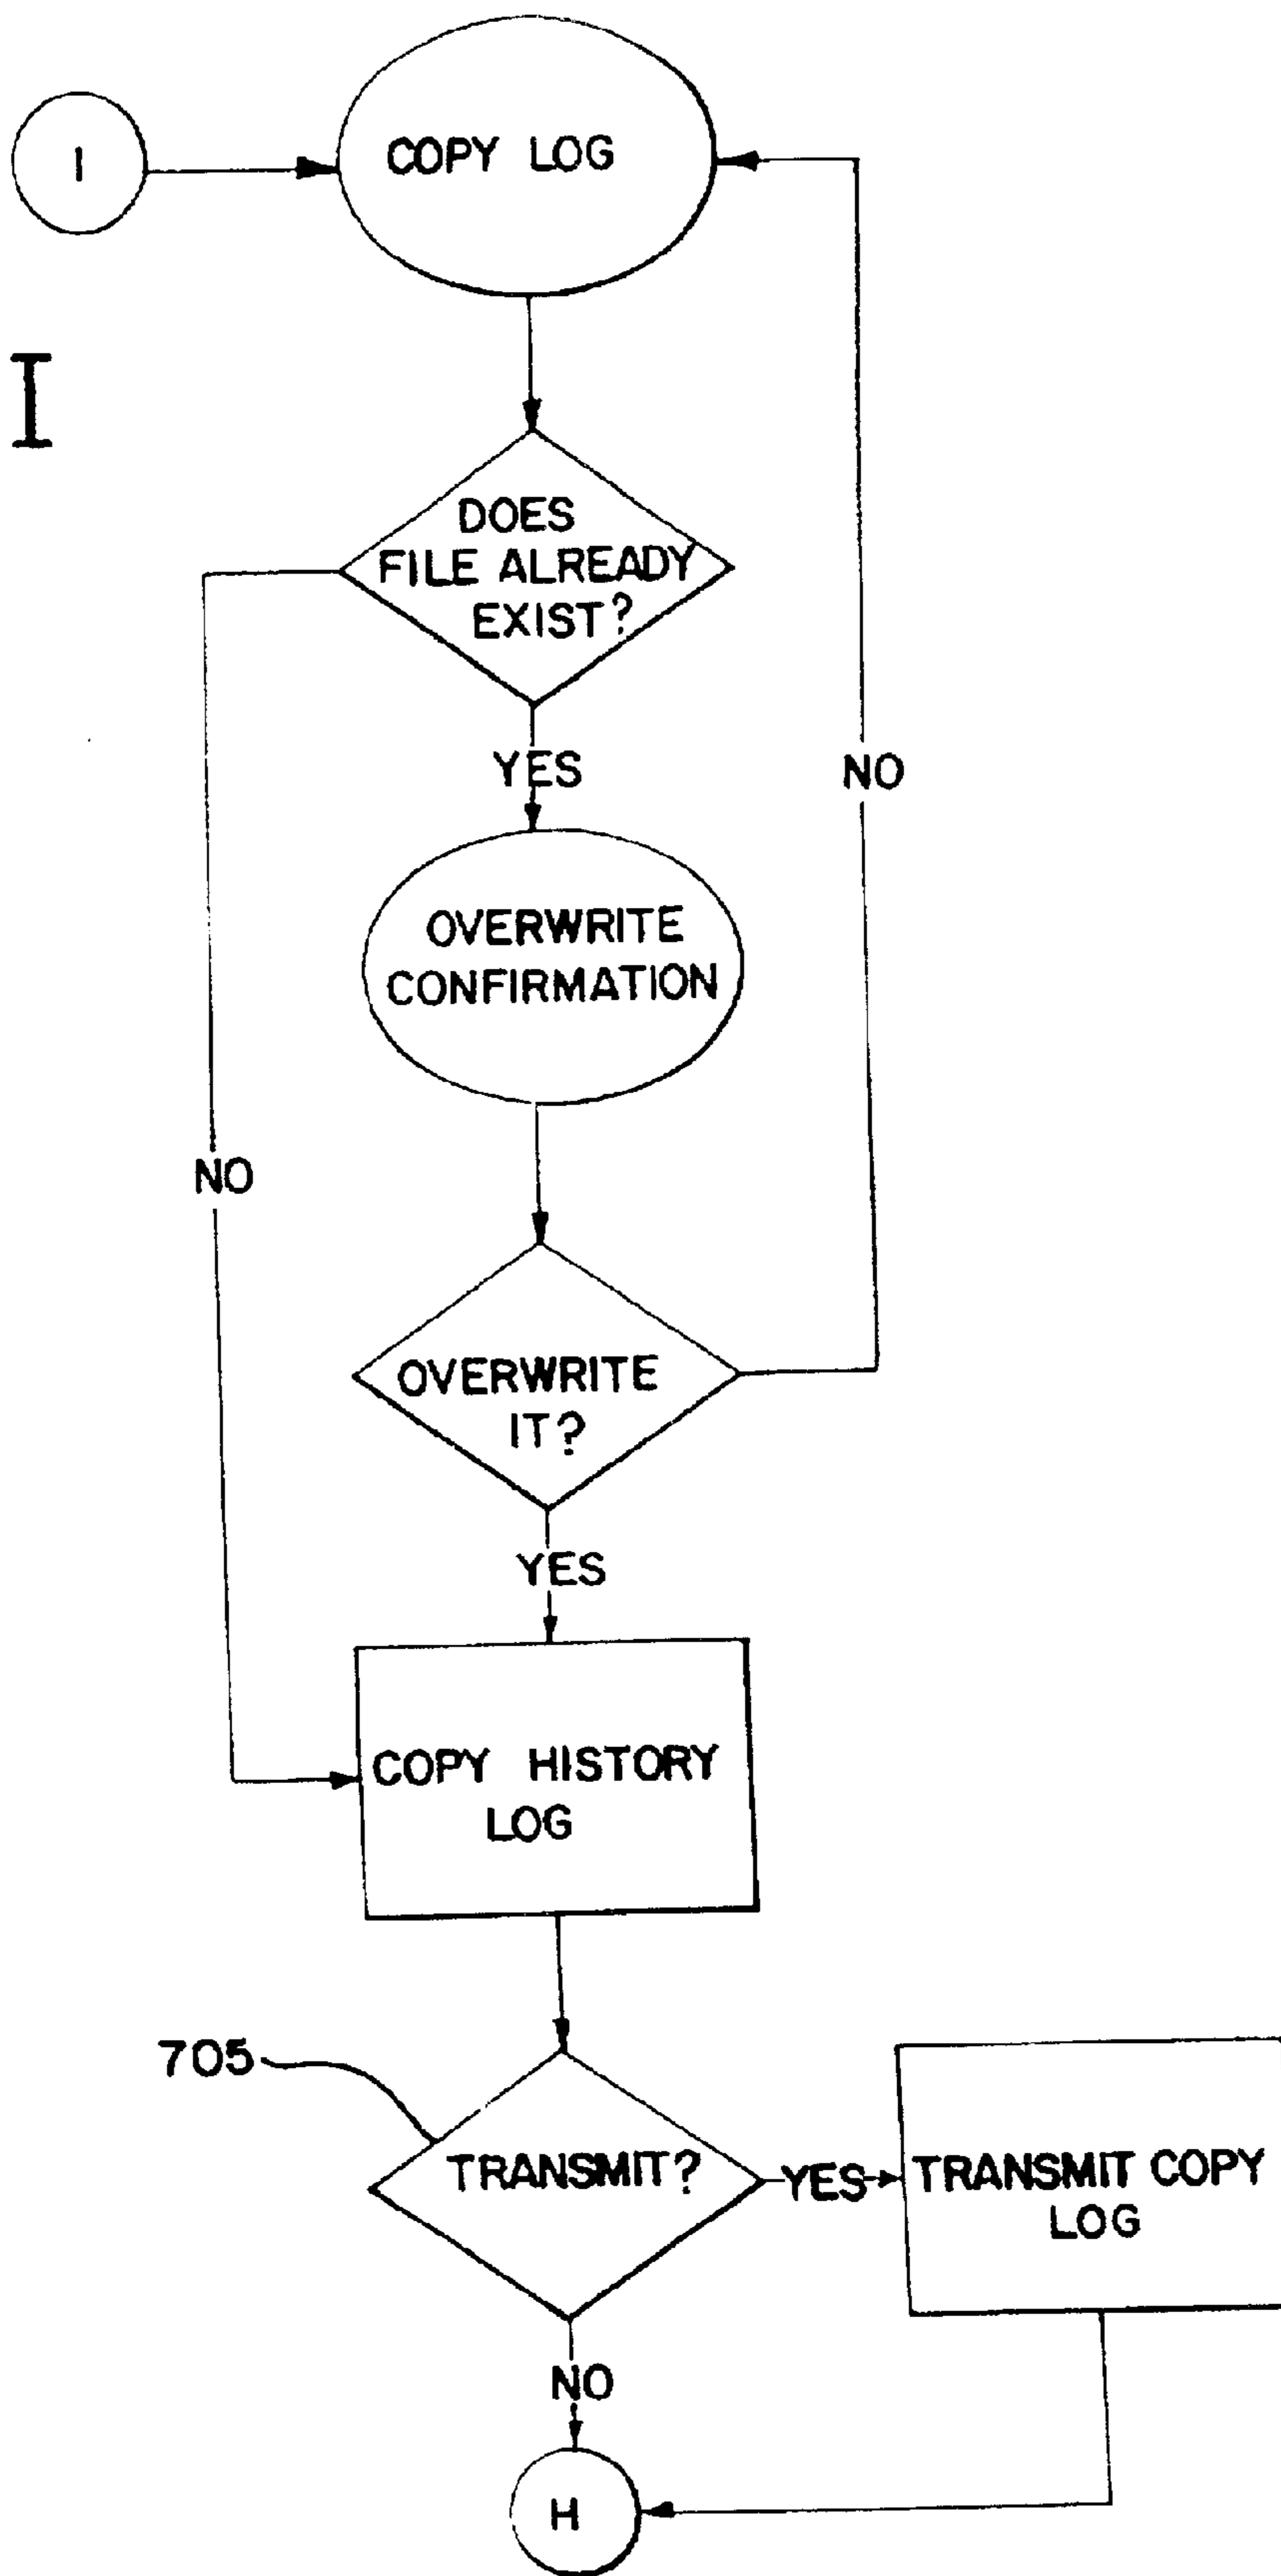 I
COPY LOG
I
DOES
FILE ALREADY
EXIST?
YES
NO
OVERWRITE
CONFIRMATION
NO
OVERWRITE
IT?
YES
COPY HISTORY
LOG
705
TRANSMIT?
YES
TRANSMIT COPY
LOG
NO
H